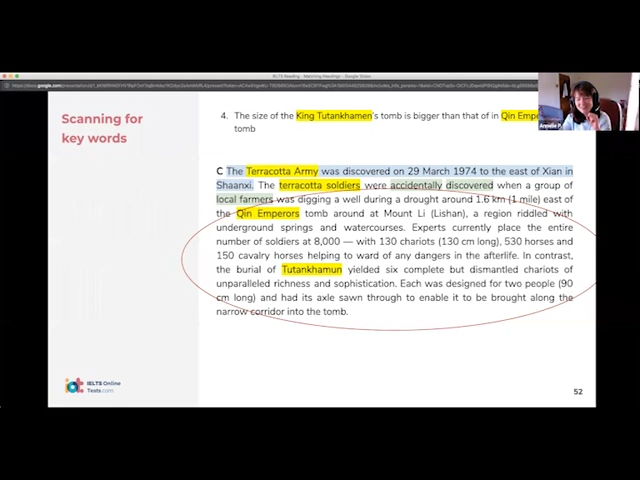 IELTS Reading - Matching Headings - Google Slides
Scanning for
key words
4. The size of the King Tutankhamen's tomb is bigger than that of in Qin
tomb
C The Terracotta Army was discovered on 29 March 1974 to the east of Xian in
Shaanxi. The terracotta soldiers were accidentally discovered when a group of
local farmers was digging a well during a drought around 1.6 km (1 mile) east of
the Qin Emperors tomb around at Mount Li (Lishan), a region riddled with
underground springs and watercourses. Experts currently place the entire
number of soldiers at 8,000 — with 130 chariots (130 cm long), 530 horses and
150 cavalry horses helping to ward of any dangers in the afterlife. In contrast,
the burial of Tutankhamun yielded six complete but dismantled chariots of
unparalleled richness and sophistication. Each was designed for two people (90
cm long) and had its axle sawn through to enable it to be brought along the
narrow corridor into the tomb.
iot IELTS Online
Tests.com
52